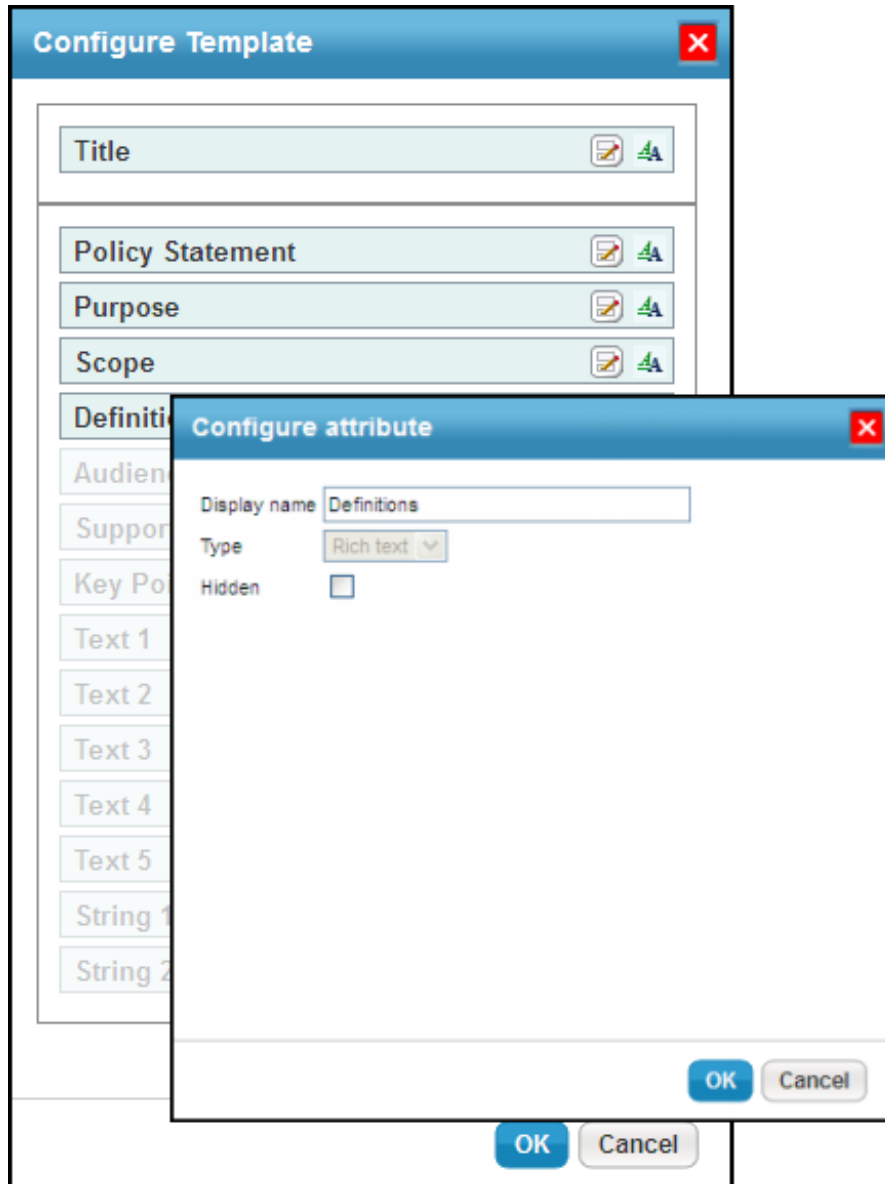 Configure Template
Title
Policy Statement
Purpose
Scope
Definiti
Configure attribute
Audien
Display name Definitions
Suppor
Type Rich text
Key Poi
Hidden
Text 1
Text 2
Text 3
Text 4
Text 5
String 1
String 2
OK Cancel
OK Cancel